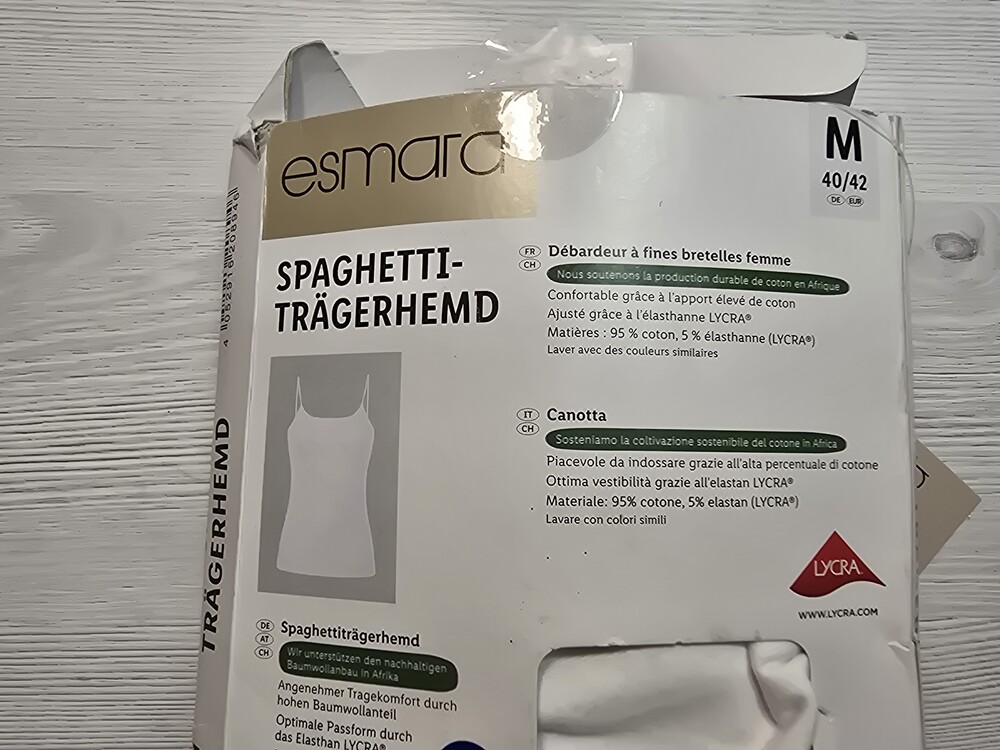 esmara
M
40/42
DE EUR
SPAGHETTI-
TRÄGERHEMD
FR
CH
Débardeur à fines bretelles femme
Nous soutenons la production durable de coton en Afrique
Confortable grâce à l'apport élevé de coton
Ajusté grâce à l'élasthanne LYCRA®
Matières : 95 % coton, 5 % élasthanne (LYCRA®)
Laver avec des couleurs similaires
IT
CH
Canotta
Sosteniamo la coltivazione sostenibile del cotone in Africa
Piacevole da indossare grazie all'alta percentuale di cotone
Ottima vestibilità grazie all'elastan LYCRA®
Materiale: 95% cotone, 5% elastan (LYCRA®)
Lavare con colori simili
LYCRA
WWW.LYCRA.COM
DE
AT
CH
Spaghettiträgerhemd
Wir unterstützen den nachhaltigen
Baumwollanbau in Afrika
Angenehmer Tragekomfort durch
hohen Baumwollanteil
Optimale Passform durch
das Elasthan LYCRA®
TRÄGERHEMD